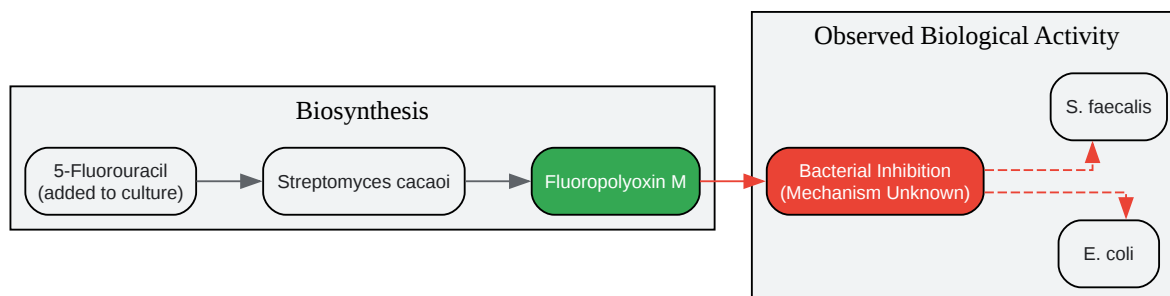 Observed Biological Activity
Biosynthesis
S. faecalis
5-Fluorouracil
(added to culture)
Streptomyces cacaoi
Fluoropolyoxin M
Bacterial Inhibition
(Mechanism Unknown)
E. coli